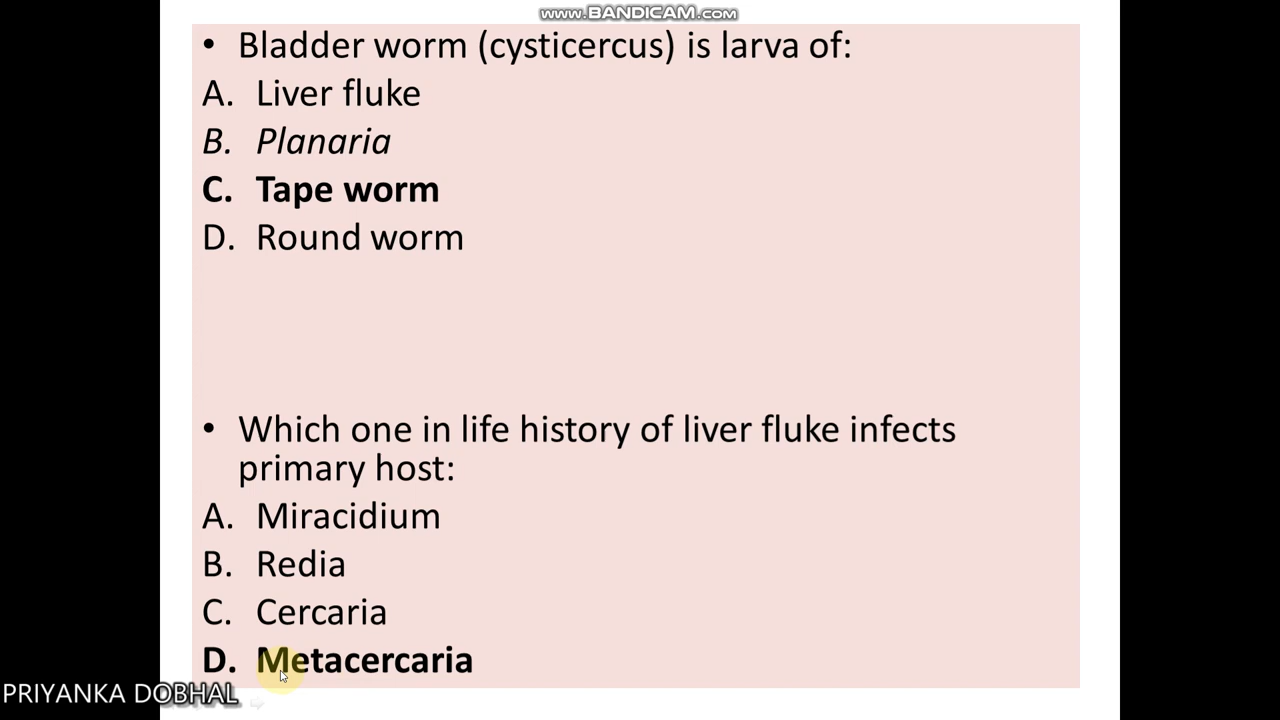 www.BANDICAM.com
• Bladder worm (cysticercus) is larva of:
A. Liver fluke
B. Planaria
C. Tape worm
D. Round worm
• Which one in life history of liver fluke infects
primary host:
A. Miracidium
B. Redia
C. Cercaria
D. Metacercaria
PRIYANKA DOBHAL